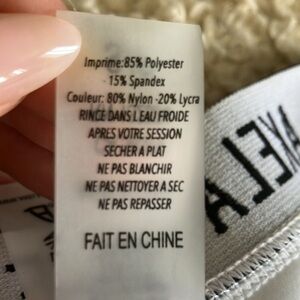 Imprime:85% Polyester
15% Spandex
Couleur: 80% Nylon -20% Lycra
RINCE DANS L'EAU FROIDE
APRES VOTRE SESSION
SECHER A PLAT
NE PAS BLANCHIR
NE PAS NETTOYER A SEC
NE PAS REPASSER
FAIT EN CHINE